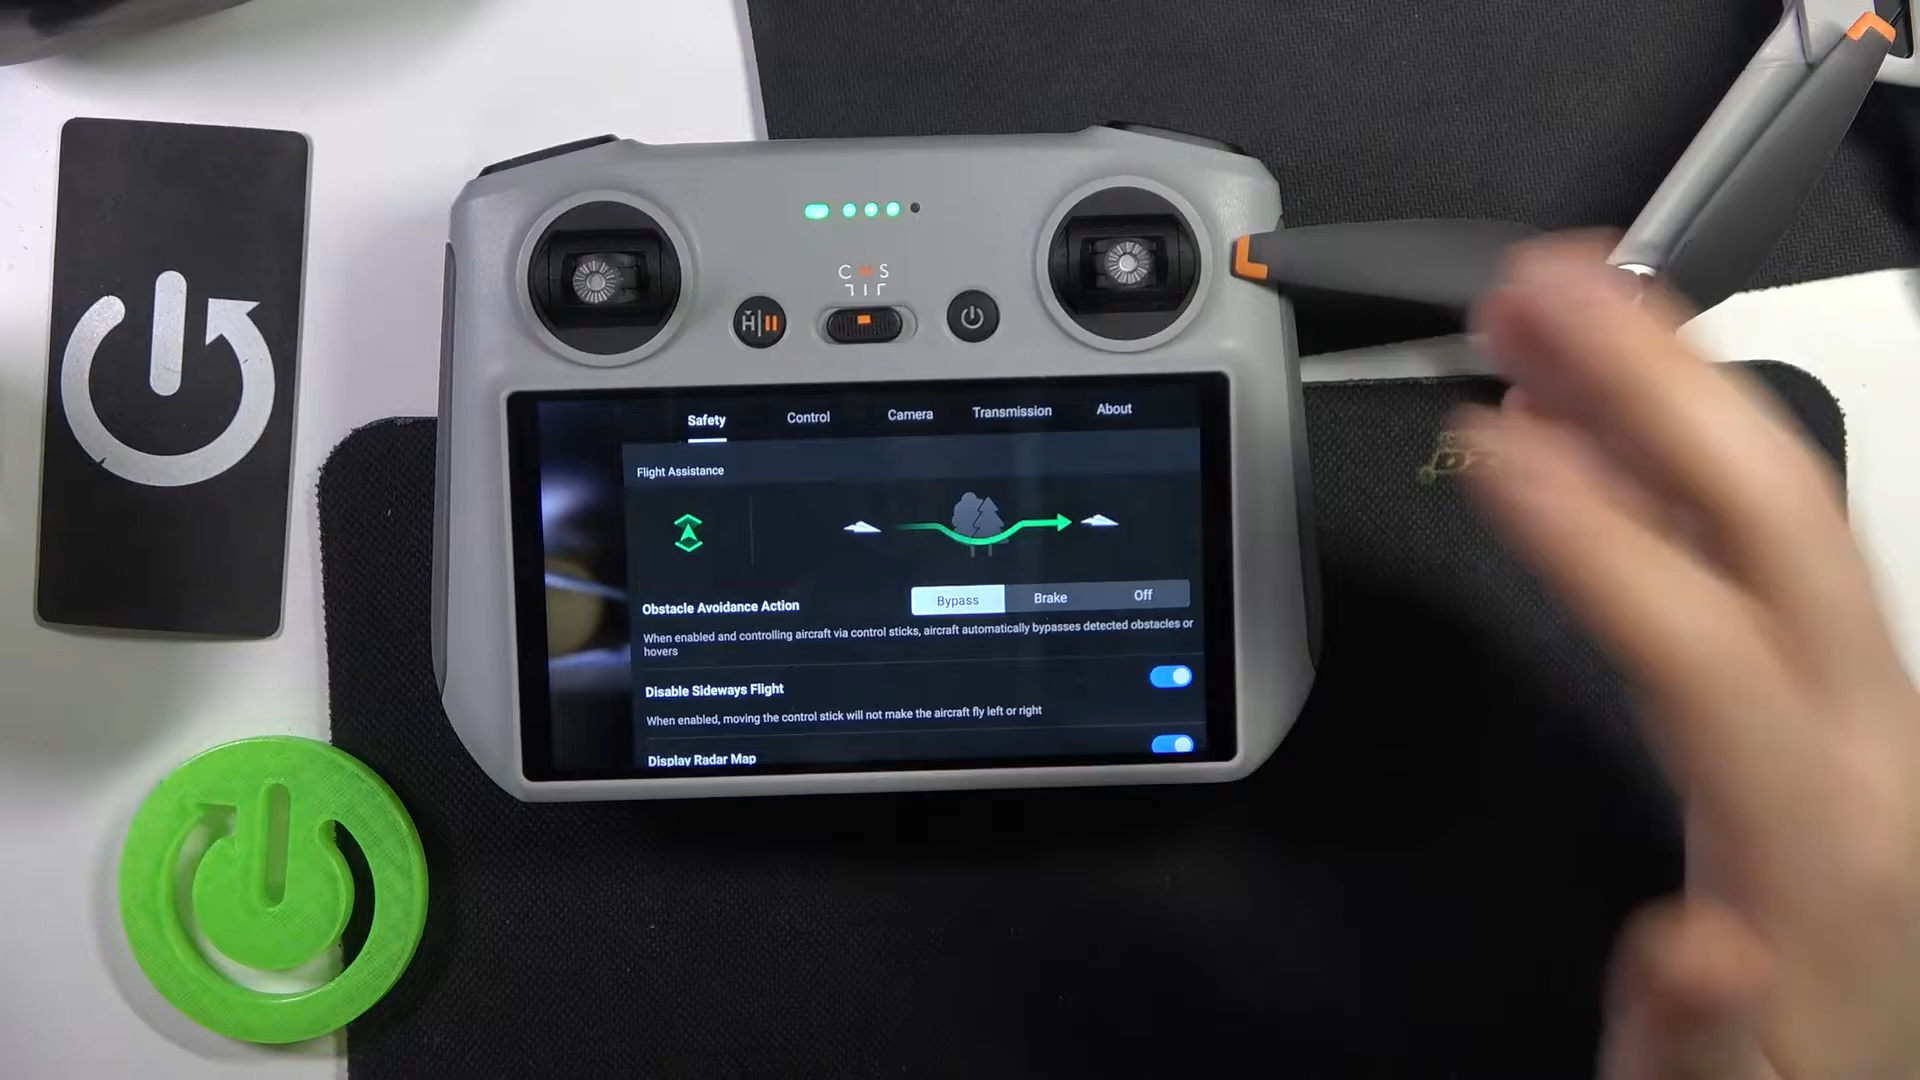 C N S
H
Safety Control Camera Transmission About
Flight Assistance
Obstacle Avoidance Action Bypass Brake Off
When enabled and controlling aircraft via control sticks, aircraft automatically bypasses detected obstacles or
hovers
Disable Sideways Flight
When enabled, moving the control stick will not make the aircraft fly left or right
Display Radar Map